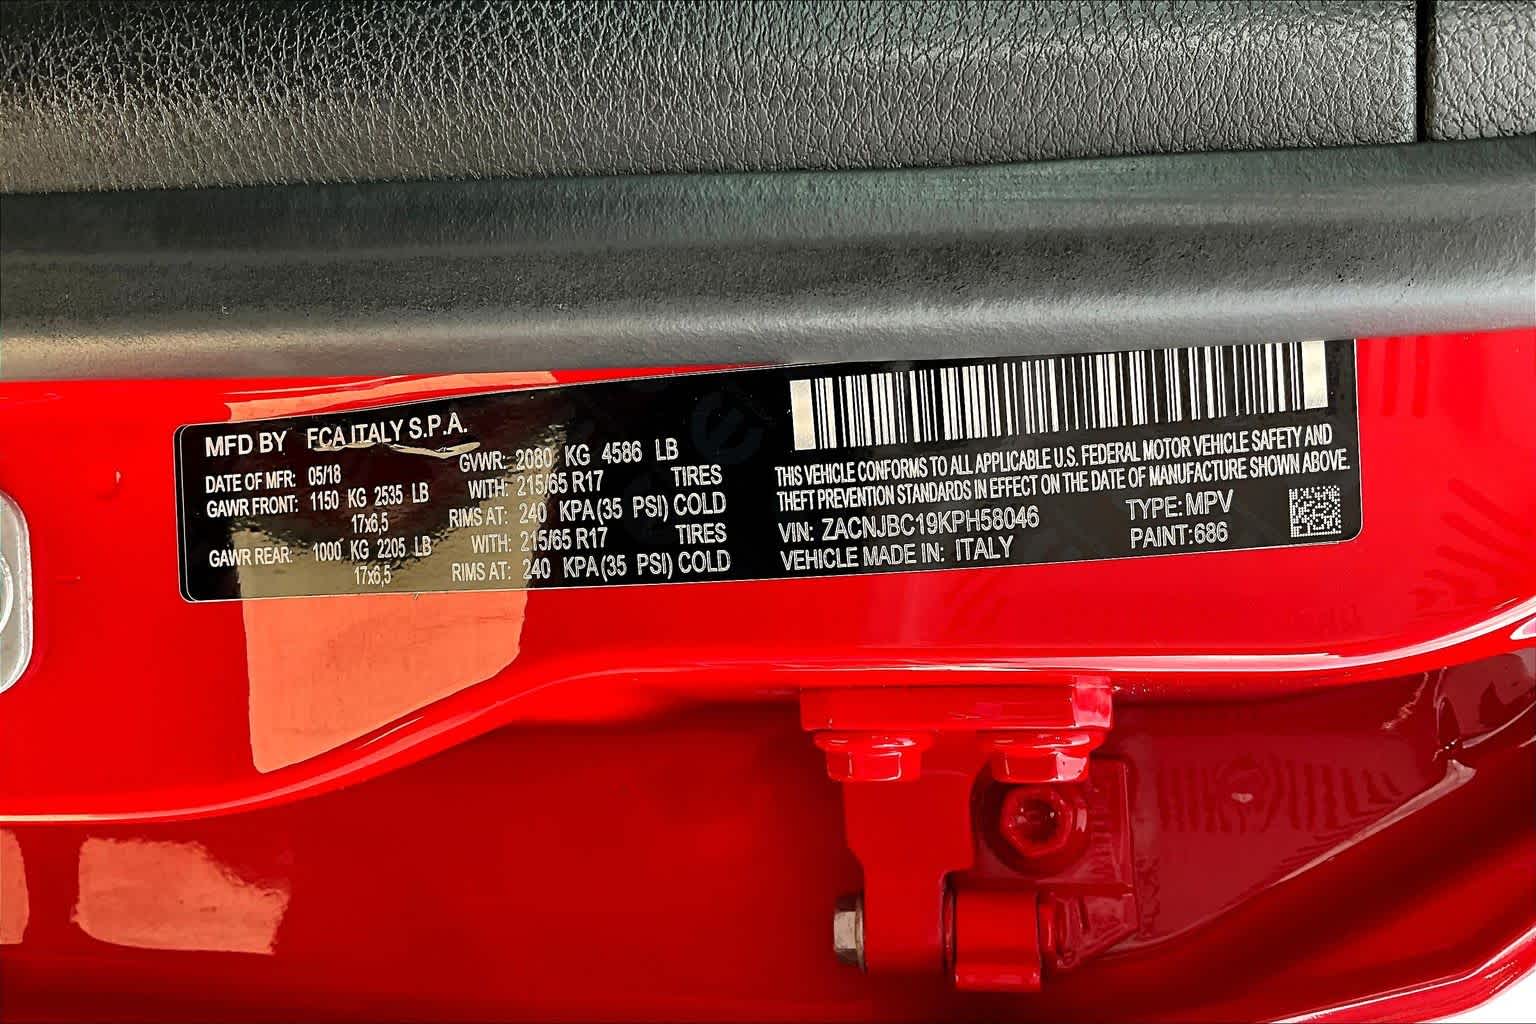 MFD BY FCA ITALY S.P.A.
DATE OF MFR: 05/18
GVWR: 2080 KG 4586 LB
GAWR FRONT: 1150 KG 2535 LB
WITH: 215/65 R17 TIRES
17x6,5
RIMS AT: 240 KPA(35 PSI) COLD
GAWR REAR: 1000 KG 2205 LB
WITH: 215/65 R17 TIRES
17x6,5
RIMS AT: 240 KPA(35 PSI) COLD
THIS VEHICLE CONFORMS TO ALL APPLICABLE U.S. FEDERAL MOTOR VEHICLE SAFETY AND
THEFT PREVENTION STANDARDS IN EFFECT ON THE DATE OF MANUFACTURE SHOWN ABOVE.
VIN: ZACNJBC19KPH58046
TYPE: MPV
VEHICLE MADE IN: ITALY
PAINT:686